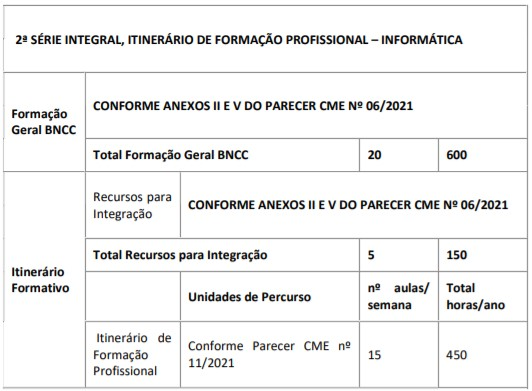 2ª SÉRIE INTEGRAL, ITINERÁRIO DE FORMAÇÃO PROFISSIONAL – INFORMÁTICA
Formação
Geral BNCC
CONFORME ANEXOS II E V DO PARECER CME Nº 06/2021
Total Formação Geral BNCC 20 600
Itinerário
Formativo
Recursos para
Integração
CONFORME ANEXOS II E V DO PARECER CME Nº 06/2021
Total Recursos para Integração 5 150
Unidades de Percurso
nº aulas/
semana
Total
horas/ano
Itinerário de
Formação
Profissional
Conforme Parecer CME nº
11/2021
15 450